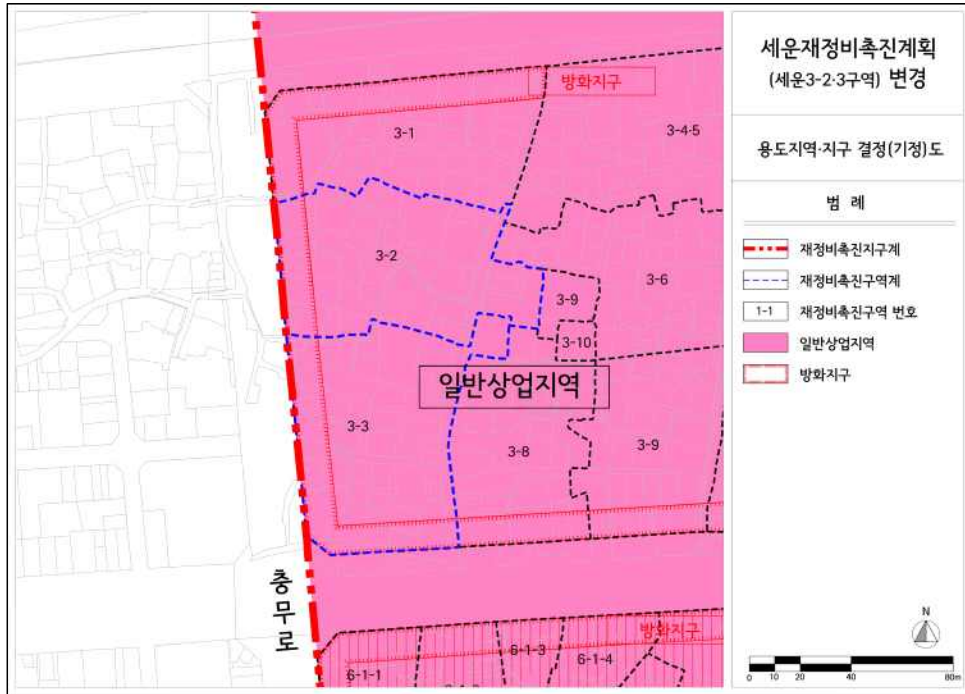 세운재정비촉진계획
(세운3-2·3구역) 변경
용도지역·지구 결정(기정)도
범 례
재정비촉진지구계
재정비촉진구역계
1-1 재정비촉진구역 번호
일반상업지역
방화지구
방화지구
3-1
3-4·5
3-2
3-6
3-9
3-10
일반상업지역
3-3
3-8
3-9
충무로
방화지구
6-1-3
6-1-4
6-1-1
N
0 10 20 40 80m